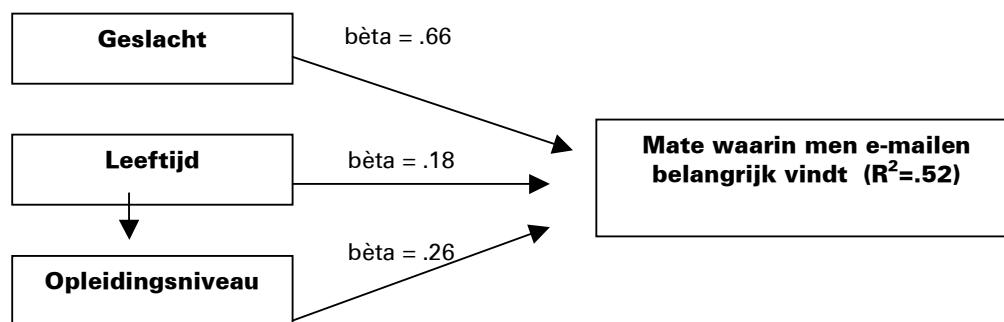 Geslacht
bèta = .66
Leeftijd
bèta = .18
Mate waarin men e-mailen
belangrijk vindt (R²=.52)
Opleidingsniveau
bèta = .26